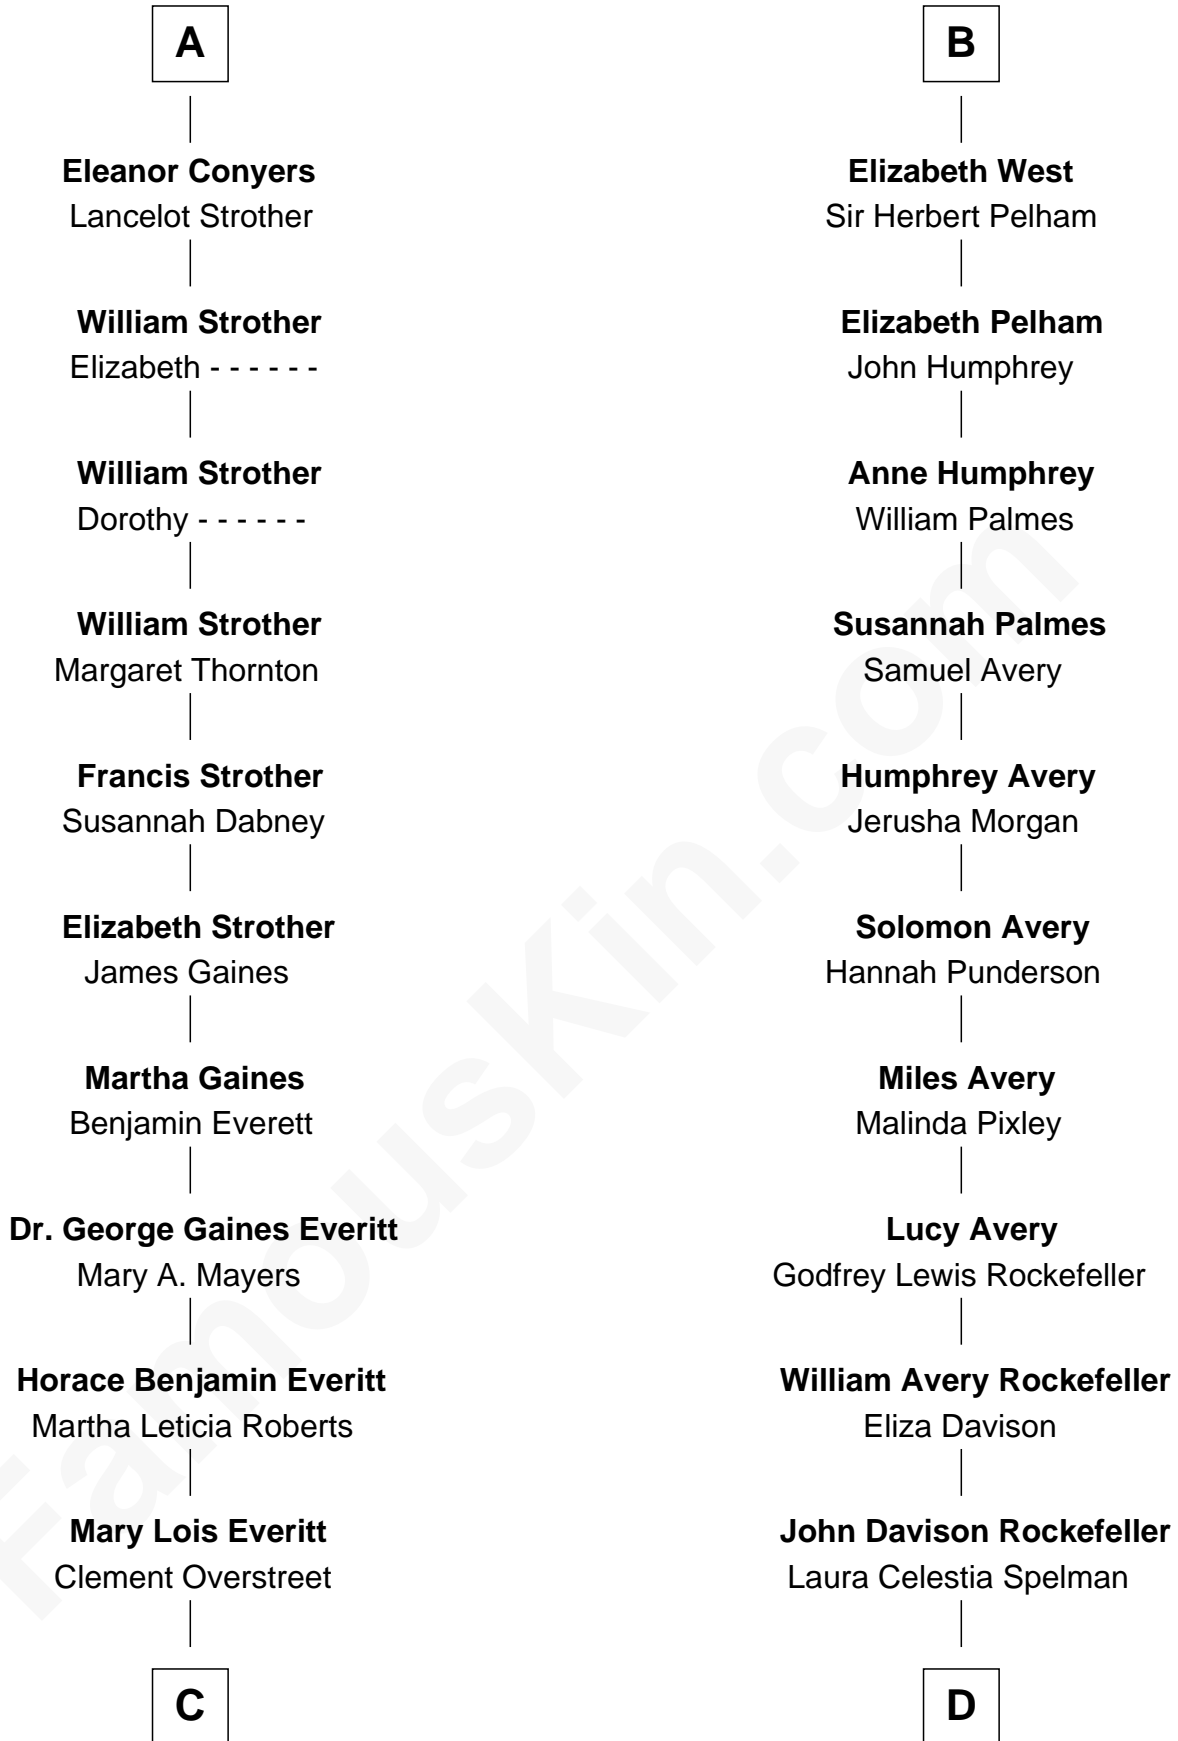 A
Eleanor Conyers
Lancelot Strother
William Strother
Elizabeth - - - - - -
William Strother
Dorothy - - - - - -
William Strother
Margaret Thornton
Francis Strother
Susannah Dabney
Elizabeth Strother
James Gaines
Martha Gaines
Benjamin Everett
Dr. George Gaines Everitt
Mary A. Mayers
Horace Benjamin Everitt
Martha Leticia Roberts
Mary Lois Everitt
Clement Overstreet
C
B
Elizabeth West
Sir Herbert Pelham
Elizabeth Pelham
John Humphrey
Anne Humphrey
William Palmes
Susannah Palmes
Samuel Avery
Humphrey Avery
Jerusha Morgan
Solomon Avery
Hannah Punderson
Miles Avery
Malinda Pixley
Lucy Avery
Godfrey Lewis Rockefeller
William Avery Rockefeller
Eliza Davison
John Davison Rockefeller
Laura Celestia Spelman
D
FamousKin.com